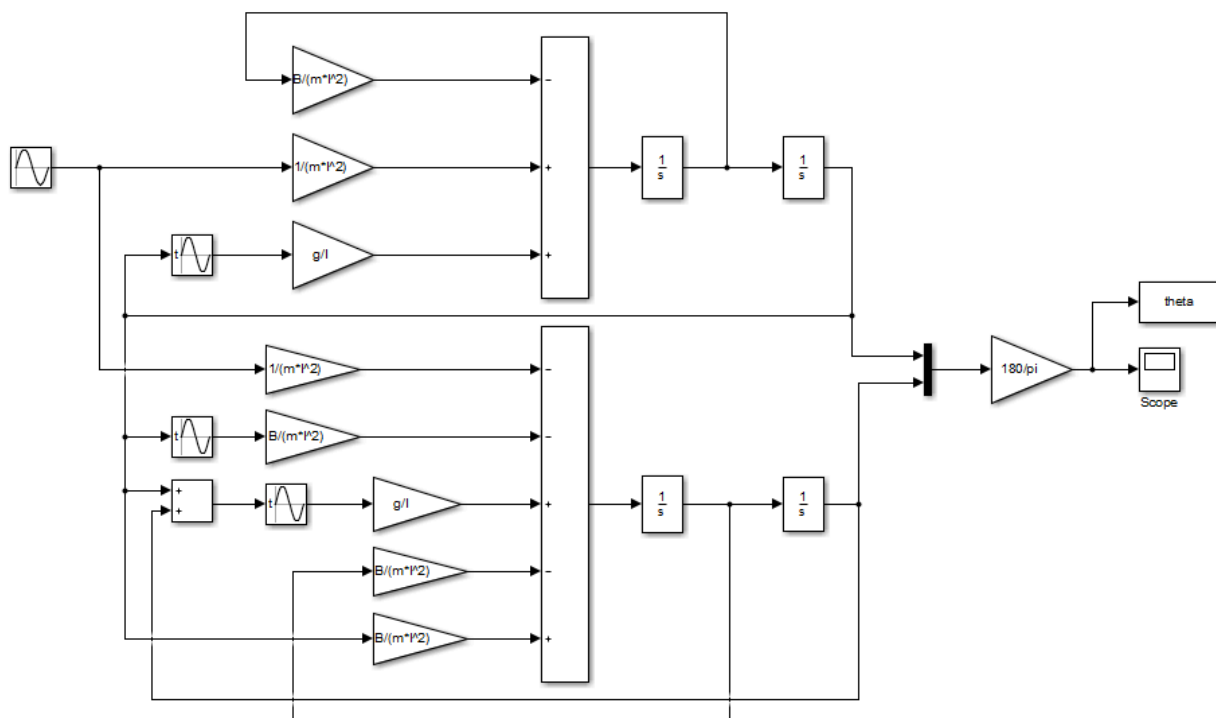 B/(m*l^2)
−
1/(m*l^2)
+
1
s
1
s
t
g/l
+
theta
1/(m*l^2)
−
180/pi
Scope
t
B/(m*l^2)
−
+
+
t
g/l
+
1
s
1
s
B/(m*l^2)
−
B/(m*l^2)
+